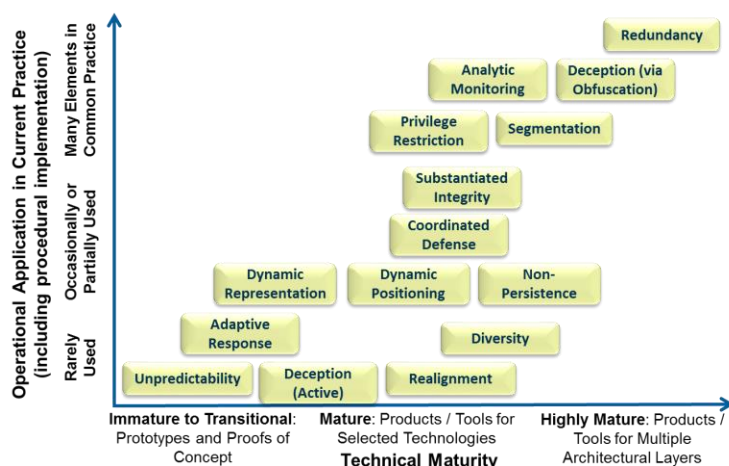 Operational Application in Current Practice
(including procedural implementation)
Many Elements in
Common Practice
Occasionally or
Partially Used
Rarely
Used
Redundancy
Analytic
Monitoring
Deception (via
Obfuscation)
Privilege
Restriction
Segmentation
Substantiated
Integrity
Coordinated
Defense
Dynamic
Representation
Dynamic
Positioning
Non-
Persistence
Adaptive
Response
Diversity
Unpredictability
Deception
(Active)
Realignment
Immature to Transitional:
Prototypes and Proofs of
Concept
Mature: Products / Tools for
Selected Technologies
Highly Mature: Products /
Tools for Multiple
Architectural Layers
Technical Maturity